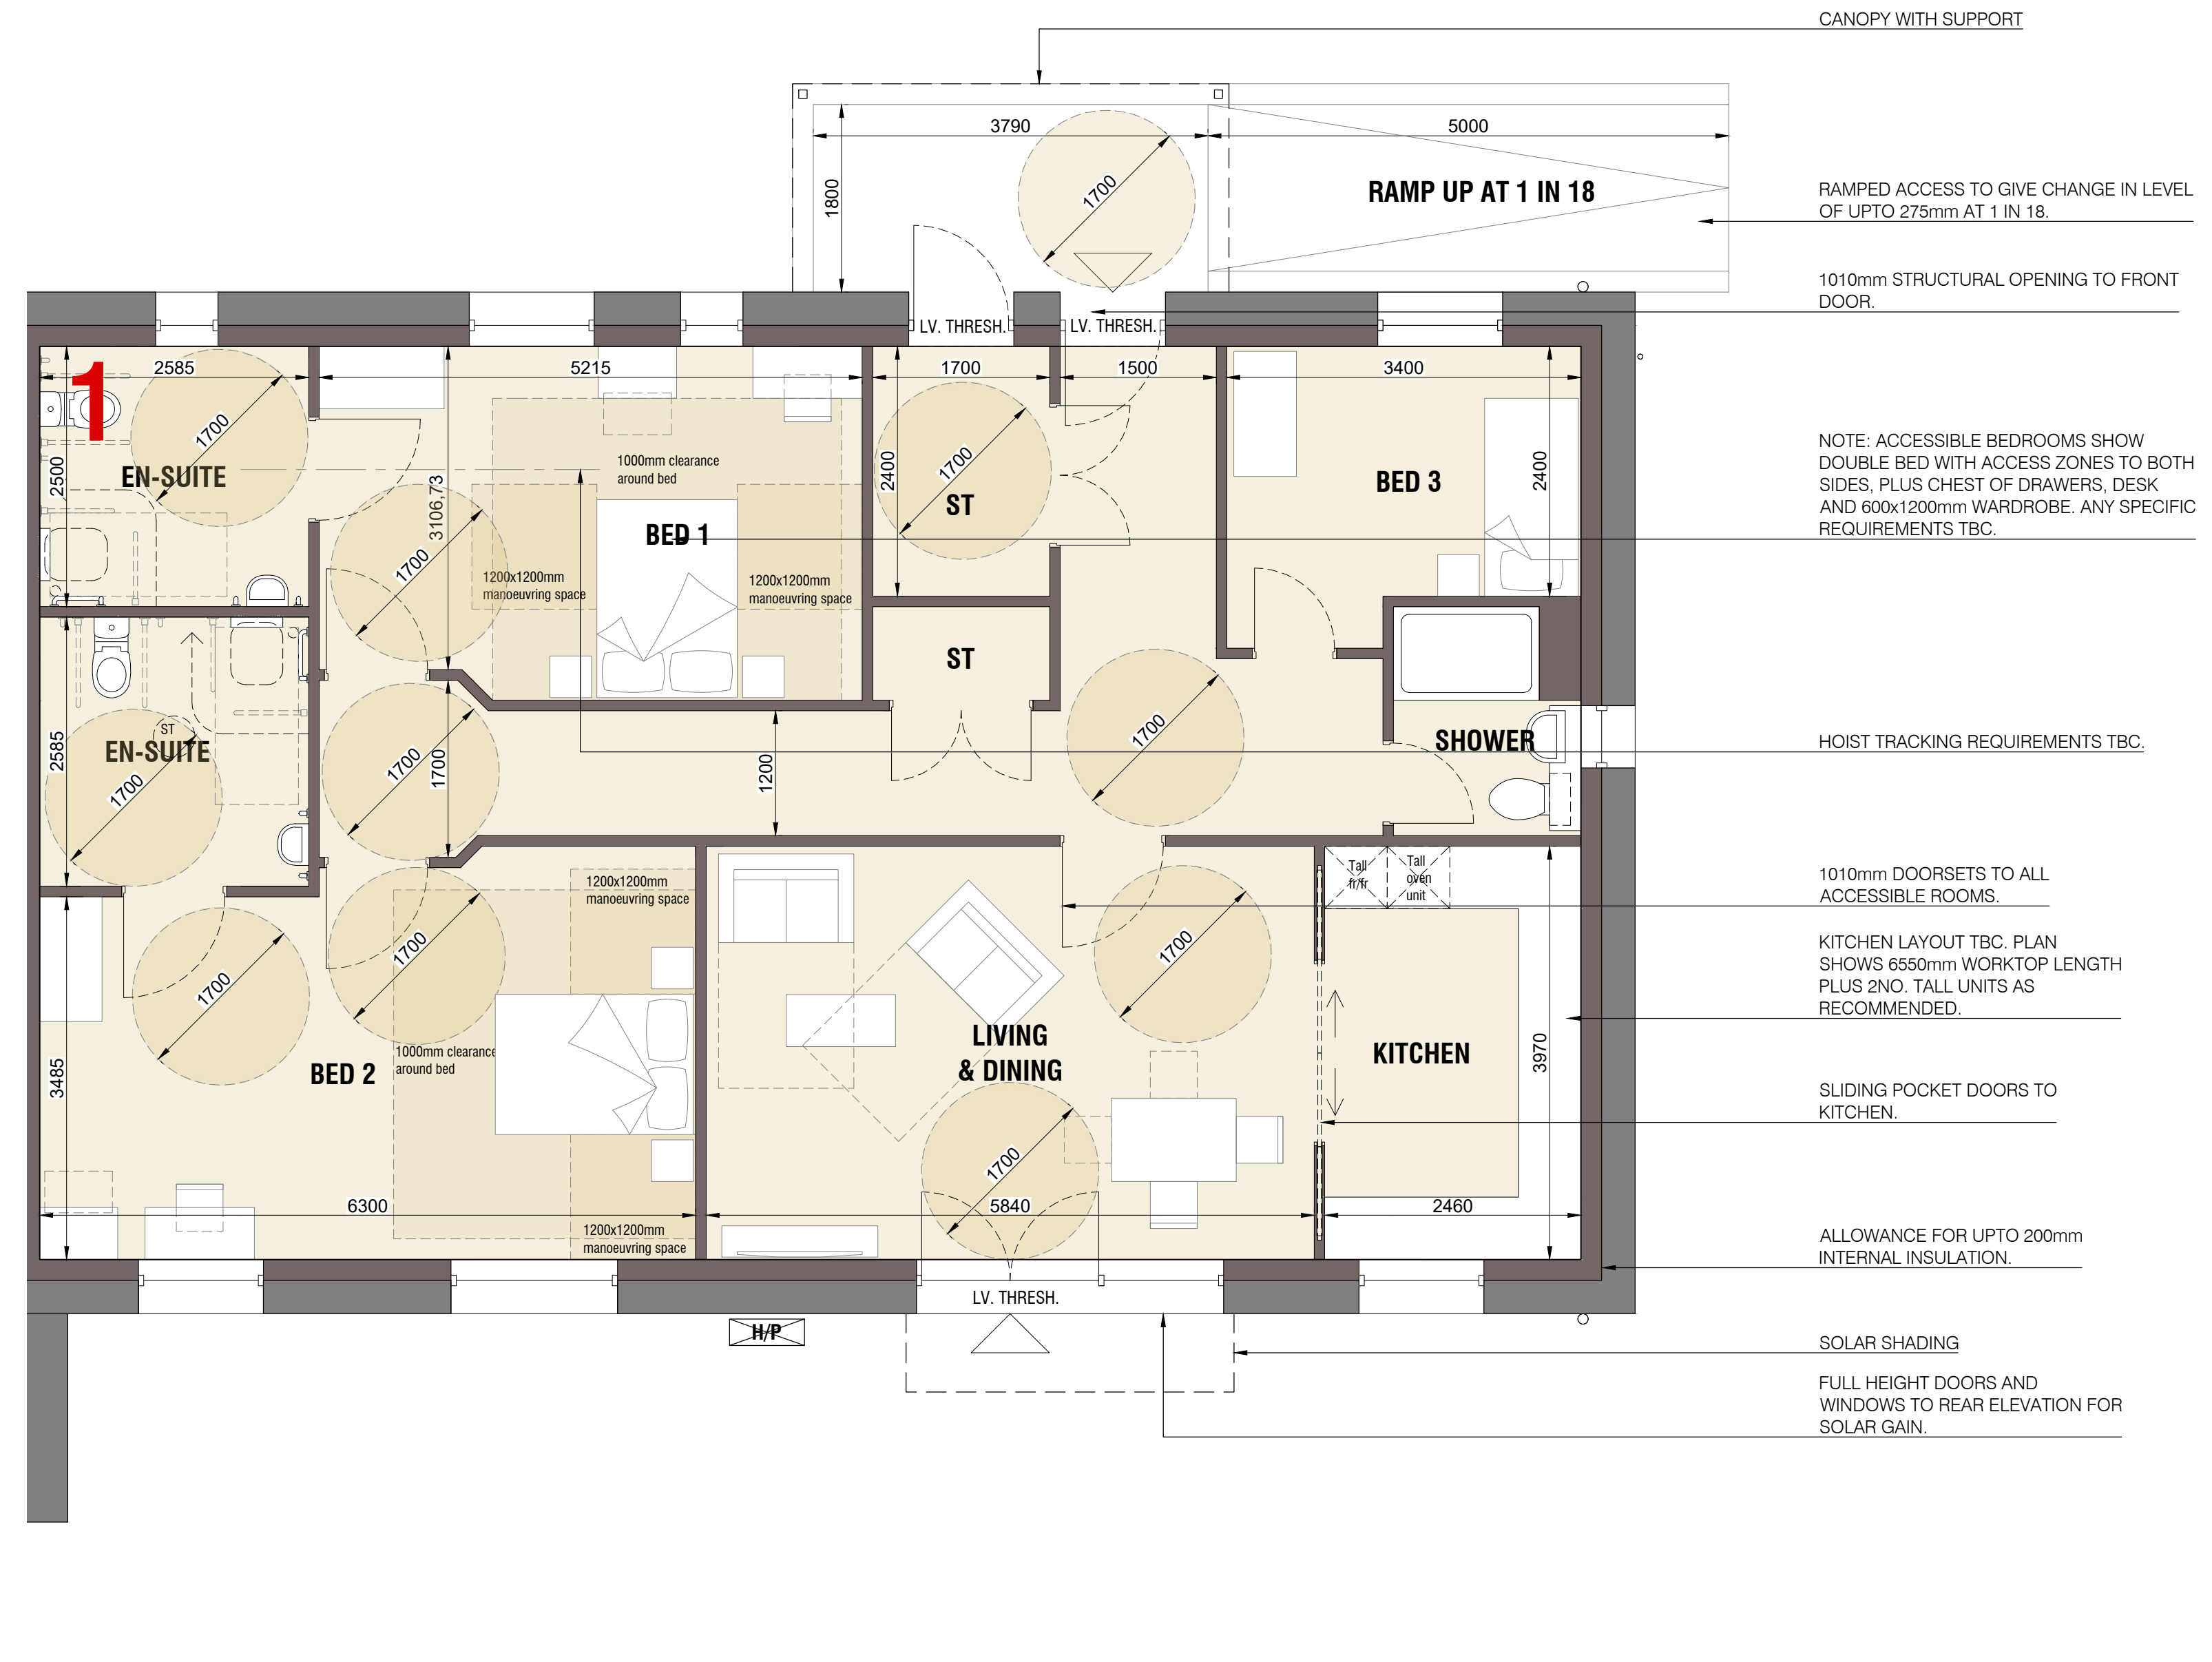 CANOPY WITH SUPPORT
3790
5000
1700
1800
RAMP UP AT 1 IN 18
RAMPED ACCESS TO GIVE CHANGE IN LEVEL
OF UPTO 275mm AT 1 IN 18.
1010mm STRUCTURAL OPENING TO FRONT
DOOR.
LV. THRESH.
LV. THRESH.
1
2585
5215
1700
1500
3400
1700
2500
EN-SUITE
3106,73
1000mm clearance
around bed
BED 1
2400
1700
ST
BED 3
2400
NOTE: ACCESSIBLE BEDROOMS SHOW
DOUBLE BED WITH ACCESS ZONES TO BOTH
SIDES, PLUS CHEST OF DRAWERS, DESK
AND 600x1200mm WARDROBE. ANY SPECIFIC
REQUIREMENTS TBC.
1700
1200x1200mm
manoeuvring space
1200x1200mm
manoeuvring space
ST
2585
ST
EN-SUITE
1700
1700
1700
1200
1700
SHOWER
HOIST TRACKING REQUIREMENTS TBC.
1200x1200mm
manoeuvring space
Tall
fr/fr
Tall
oven
unit
1010mm DOORSETS TO ALL
ACCESSIBLE ROOMS.
1700
1700
1700
KITCHEN LAYOUT TBC. PLAN
SHOWS 6550mm WORKTOP LENGTH
PLUS 2NO. TALL UNITS AS
RECOMMENDED.
3485
BED 2
1000mm clearance
around bed
LIVING
& DINING
KITCHEN
3970
SLIDING POCKET DOORS TO
KITCHEN.
1700
6300
5840
2460
1200x1200mm
manoeuvring space
ALLOWANCE FOR UPTO 200mm
INTERNAL INSULATION.
LV. THRESH.
H/P
SOLAR SHADING
FULL HEIGHT DOORS AND
WINDOWS TO REAR ELEVATION FOR
SOLAR GAIN.